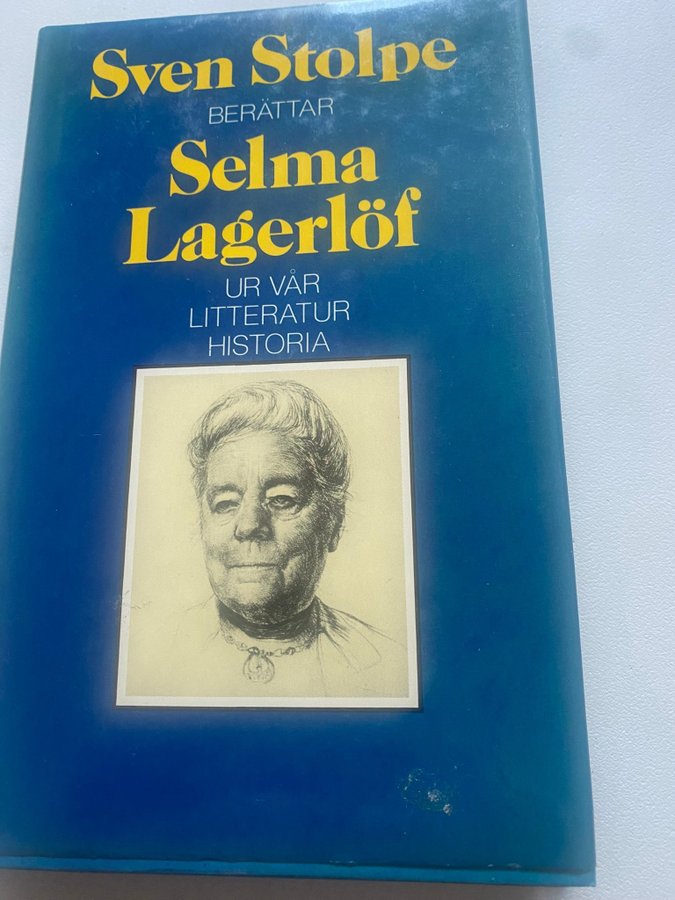 Sven Stolpe
BERÄTTAR
Selma
Lagerlöf
UR VÅR
LITTERATUR
HISTORIA